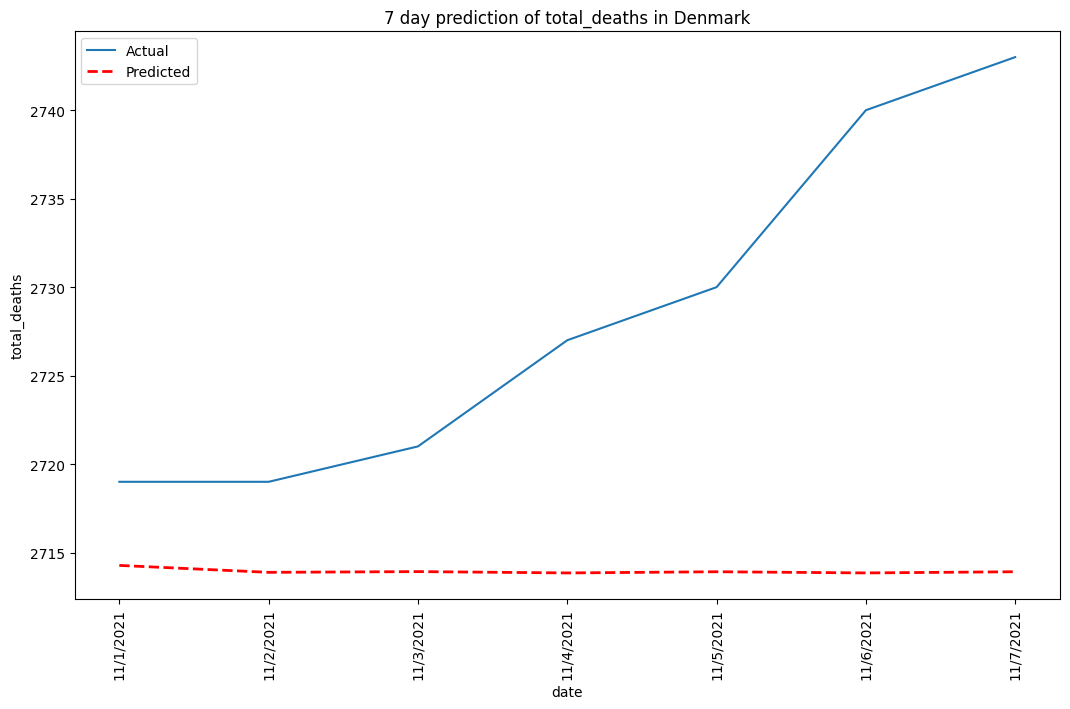 7 day prediction of total_deaths in Denmark
Actual
Predicted
total_deaths
2740
2735
2730
2725
2720
2715
11/1/2021
11/2/2021
11/3/2021
11/4/2021
11/5/2021
11/6/2021
11/7/2021
date